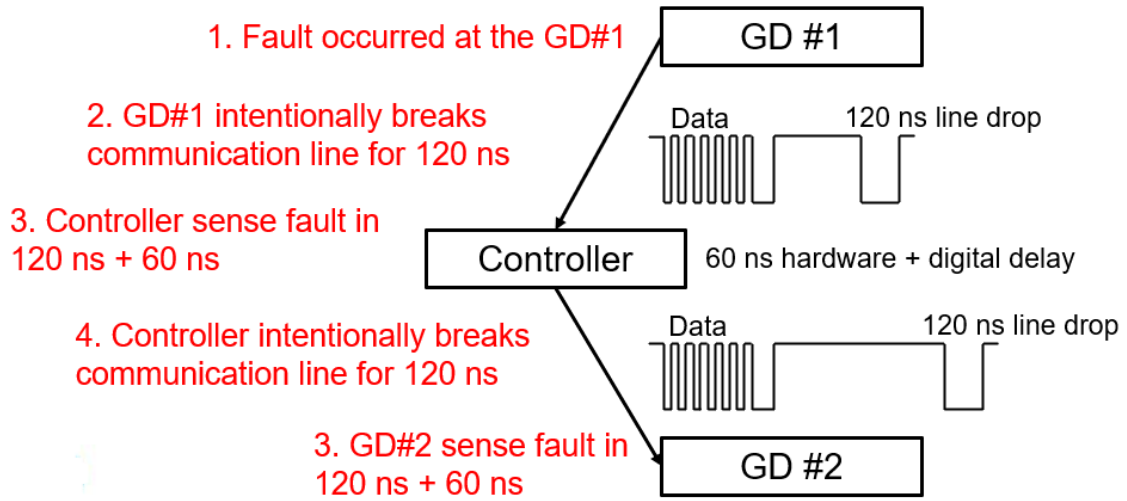 1. Fault occurred at the GD#1
GD #1
2. GD#1 intentionally breaks
communication line for 120 ns
Data
120 ns line drop
3. Controller sense fault in
120 ns + 60 ns
Controller
60 ns hardware + digital delay
4. Controller intentionally breaks
communication line for 120 ns
Data
120 ns line drop
3. GD#2 sense fault in
120 ns + 60 ns
GD #2